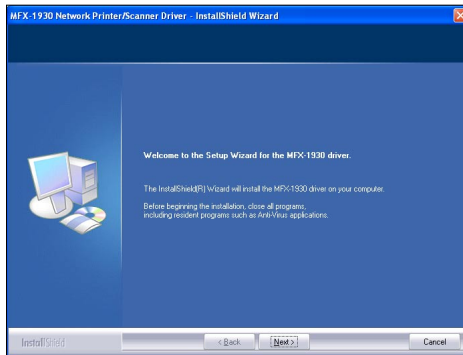 MFX-1930 Network Printer/Scanner Driver - InstallShield Wizard
Welcome to the Setup Wizard for the MFX-1930 driver.
The InstallShield(R) Wizard will install the MFX-1930 driver on your computer.
Before beginning the installation, close all programs,
including resident programs such as Anti-Virus applications.
InstallShield
< Back
Next >
Cancel